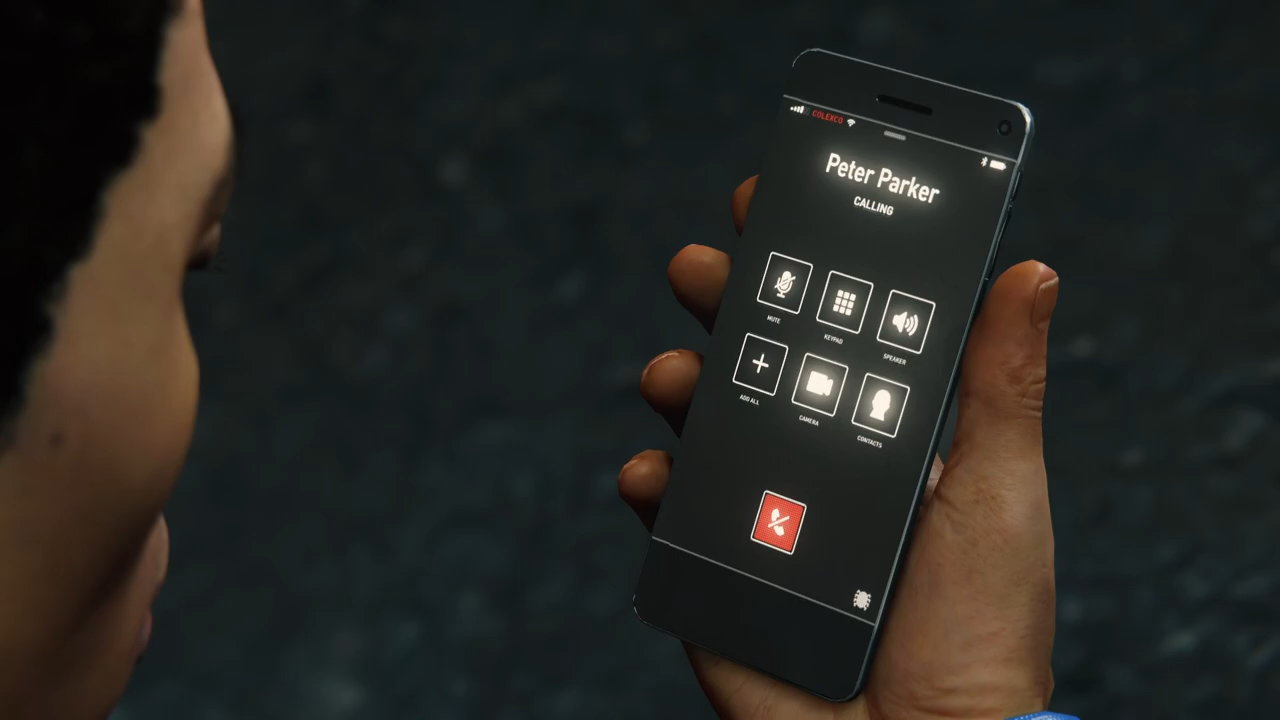 COLEXCO
Peter Parker
CALLING
MUTE
KEYPAD
SPEAKER
ADD ALL
CAMERA
CONTACTS